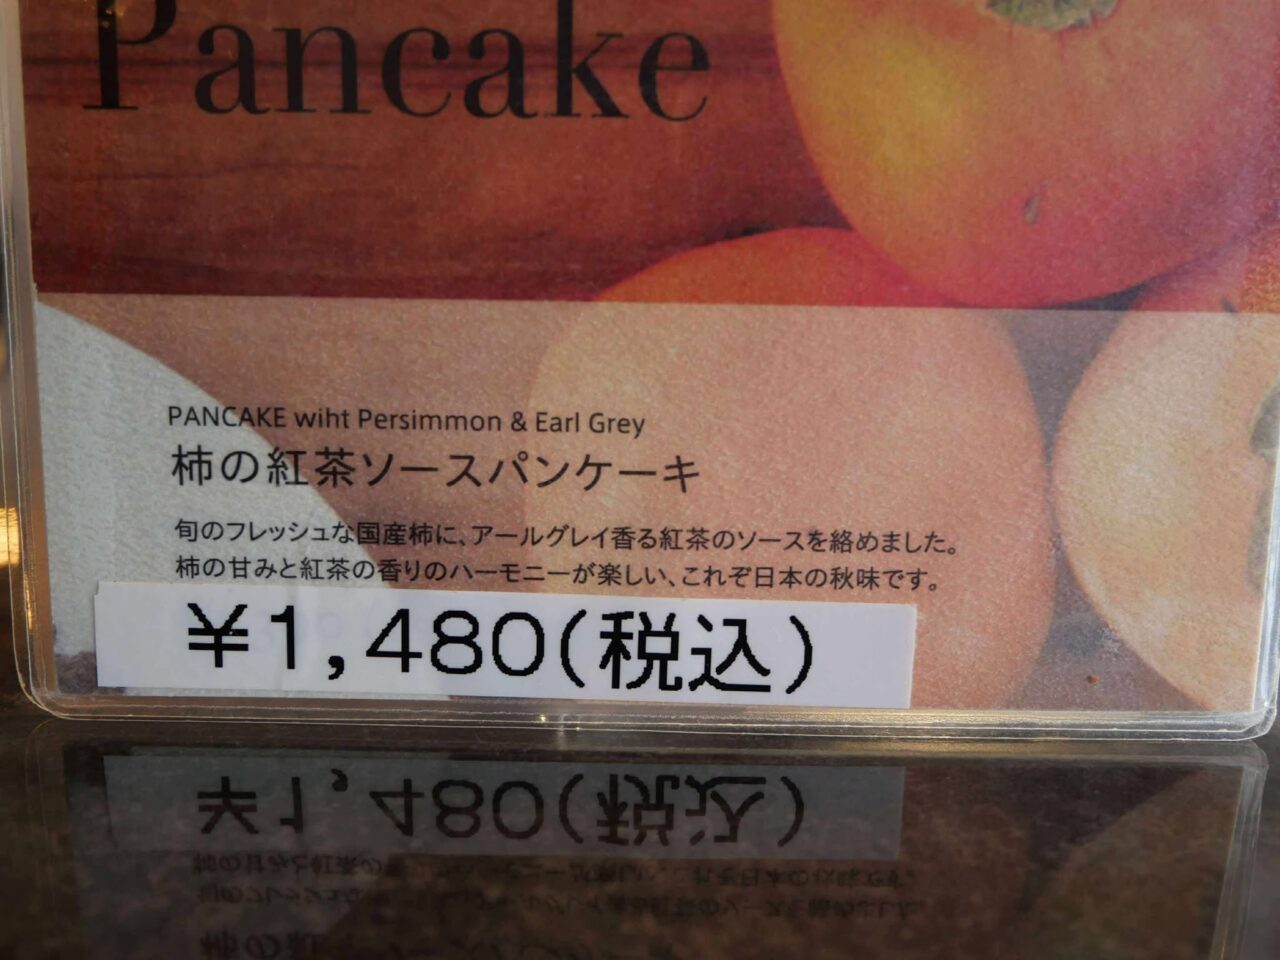 Pancake
PANCAKE wiht Persimmon & Earl Grey
柿の紅茶ソースパンケーキ
旬のフレッシュな国産柿に、アールグレイ香る紅茶のソースを絡めました。
柿の甘みと紅茶の香りのハーモニーが楽しい、これぞ日本の秋味です。
¥1,480(税込)